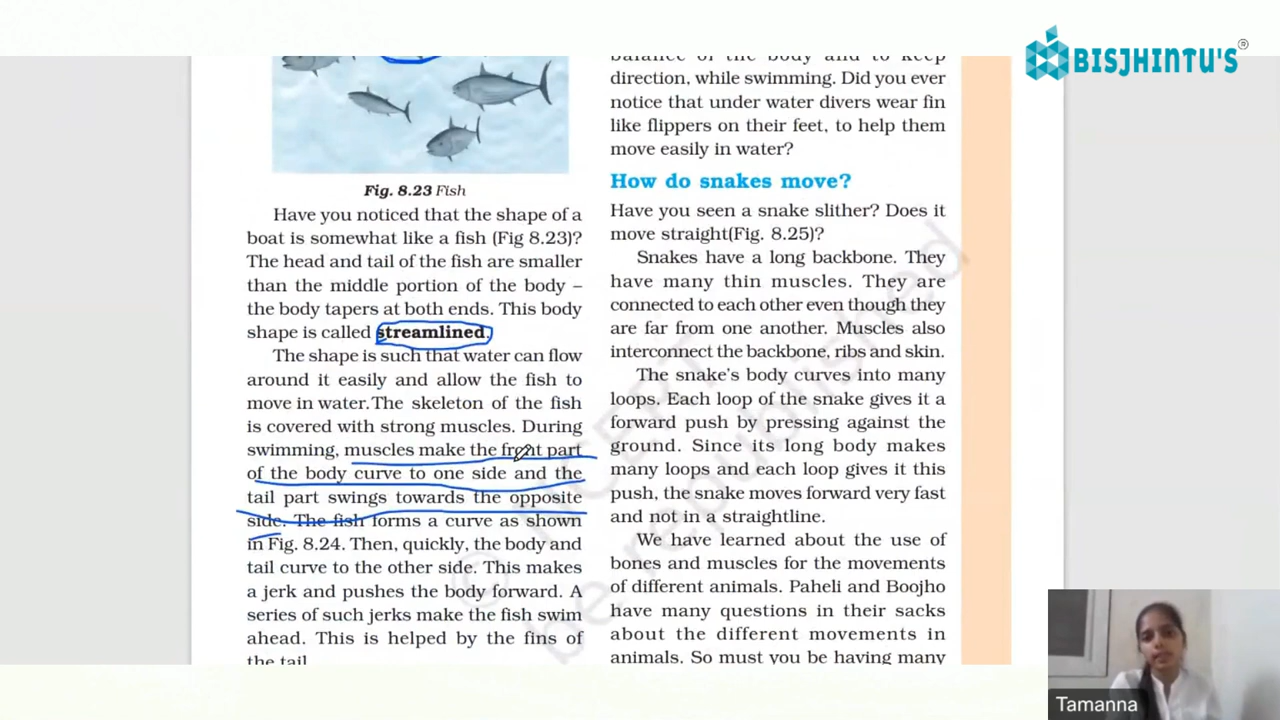 BISJHINTU'S®
Fig. 8.23 Fish
Have you noticed that the shape of a
boat is somewhat like a fish (Fig 8.23)?
The head and tail of the fish are smaller
than the middle portion of the body –
the body tapers at both ends. This body
shape is called streamlined.
The shape is such that water can flow
around it easily and allow the fish to
move in water. The skeleton of the fish
is covered with strong muscles. During
swimming, muscles make the front part
of the body curve to one side and the
tail part swings towards the opposite
side. The fish forms a curve as shown
in Fig. 8.24. Then, quickly, the body and
tail curve to the other side. This makes
a jerk and pushes the body forward. A
series of such jerks make the fish swim
ahead. This is helped by the fins of
the tail
balance of the body and to keep
direction, while swimming. Did you ever
notice that under water divers wear fin
like flippers on their feet, to help them
move easily in water?
How do snakes move?
Have you seen a snake slither? Does it
move straight(Fig. 8.25)?
Snakes have a long backbone. They
have many thin muscles. They are
connected to each other even though they
are far from one another. Muscles also
interconnect the backbone, ribs and skin.
The snake's body curves into many
loops. Each loop of the snake gives it a
forward push by pressing against the
ground. Since its long body makes
many loops and each loop gives it this
push, the snake moves forward very fast
and not in a straightline.
We have learned about the use of
bones and muscles for the movements
of different animals. Paheli and Boojho
have many questions in their sacks
about the different movements in
animals. So must you be having many
© NCERT
be republished
Tamanna